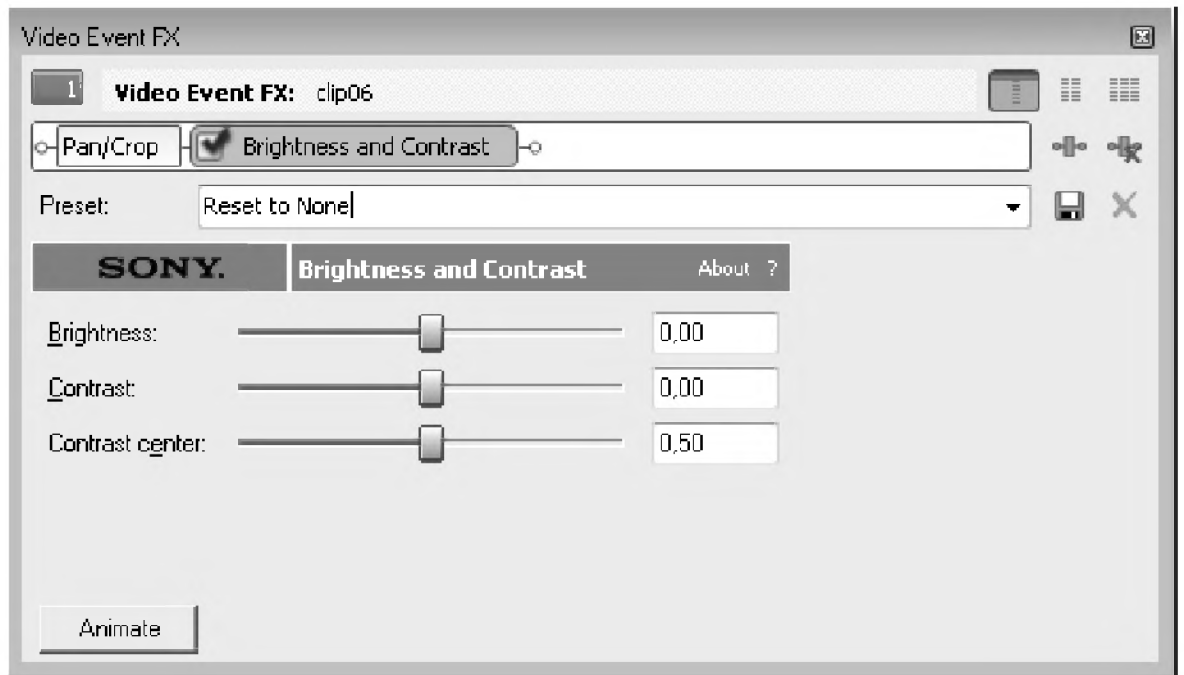 Video Event FX
1 Video Event FX: clip06
Pan/Crop Brightness and Contrast
Preset: Reset to None
SONY. Brightness and Contrast About ?
Brightness: 0,00
Contrast: 0,00
Contrast center: 0,50
Animate